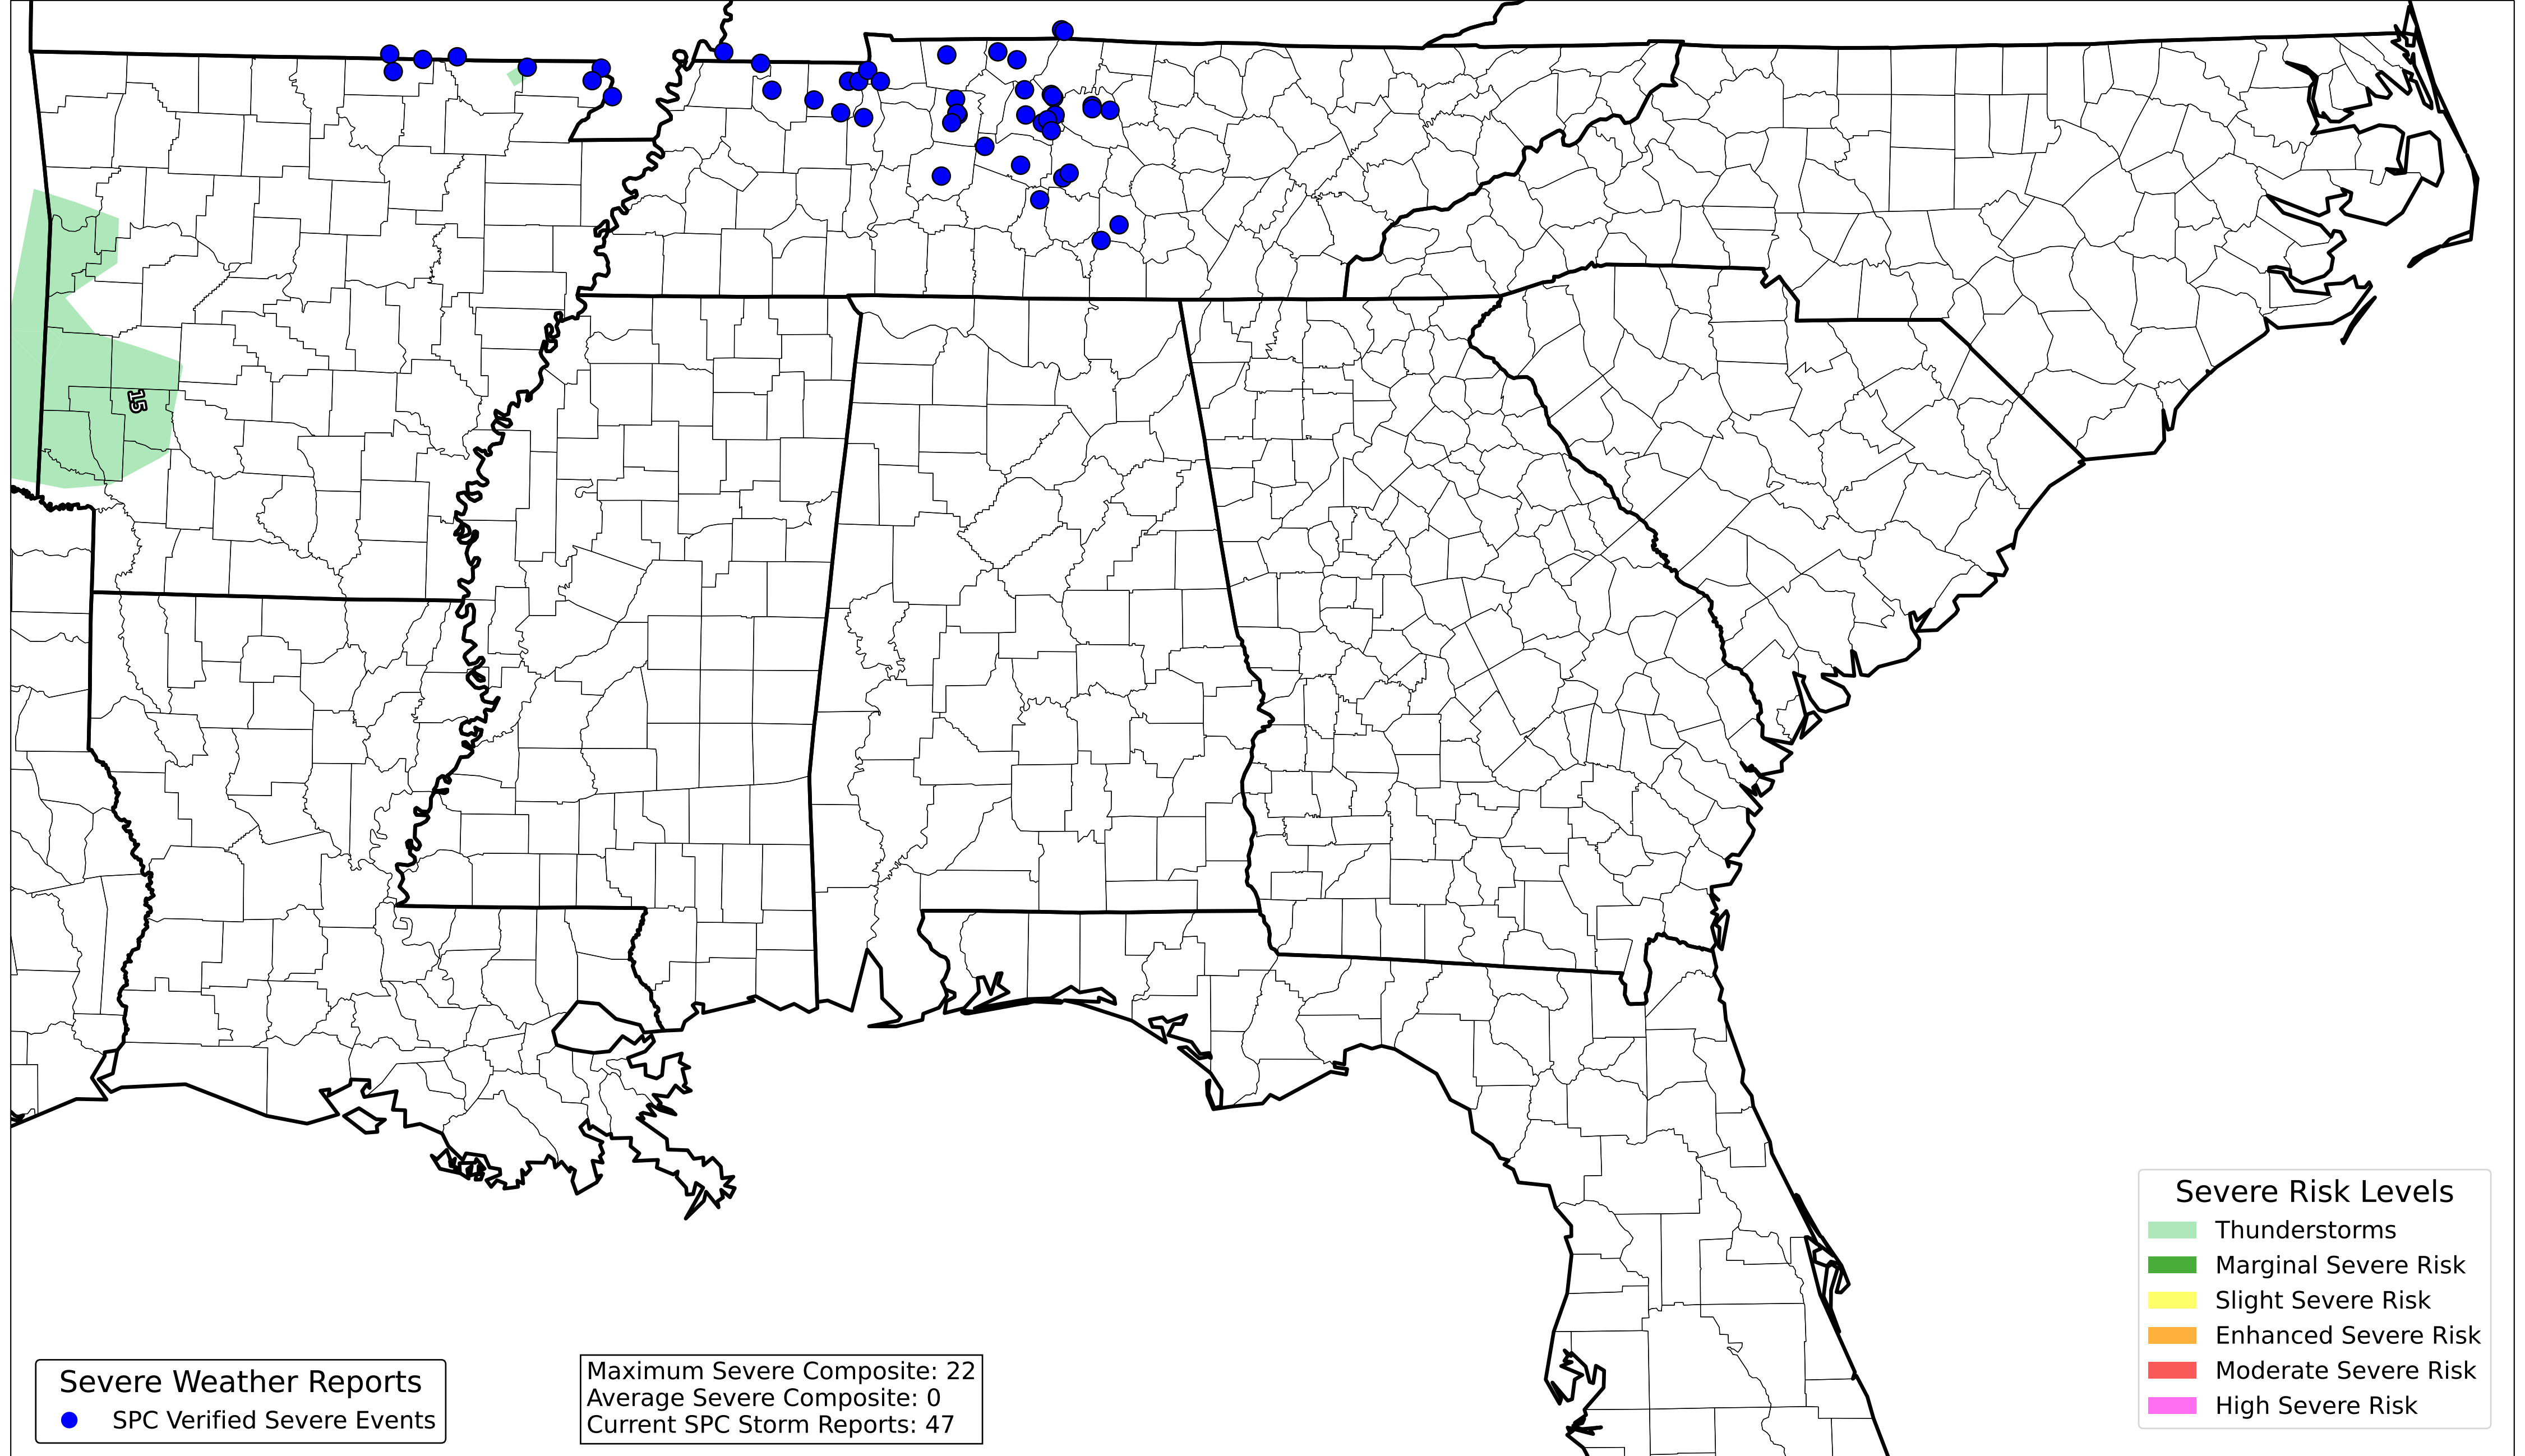 15
Severe Risk Levels
Thunderstorms
Marginal Severe Risk
Slight Severe Risk
Enhanced Severe Risk
Moderate Severe Risk
High Severe Risk
Severe Weather Reports
SPC Verified Severe Events
Maximum Severe Composite: 22
Average Severe Composite: 0
Current SPC Storm Reports: 47